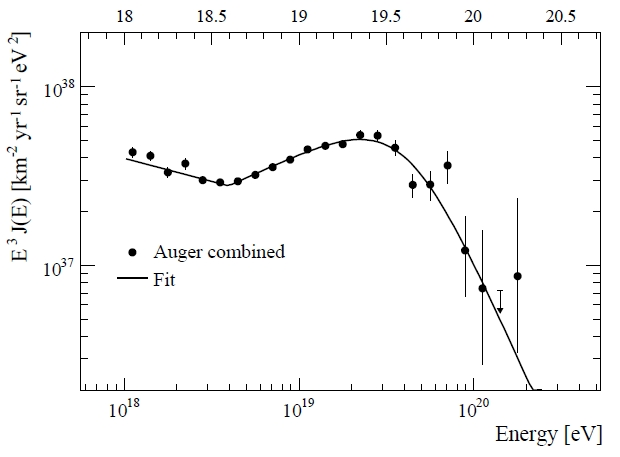 18 18.5 19 19.5 20 20.5
E³ J(E) [km⁻² yr⁻¹ sr⁻¹ eV²]
10³⁸
10³⁷
Auger combined
Fit
10¹⁸ 10¹⁹ 10²⁰
Energy [eV]